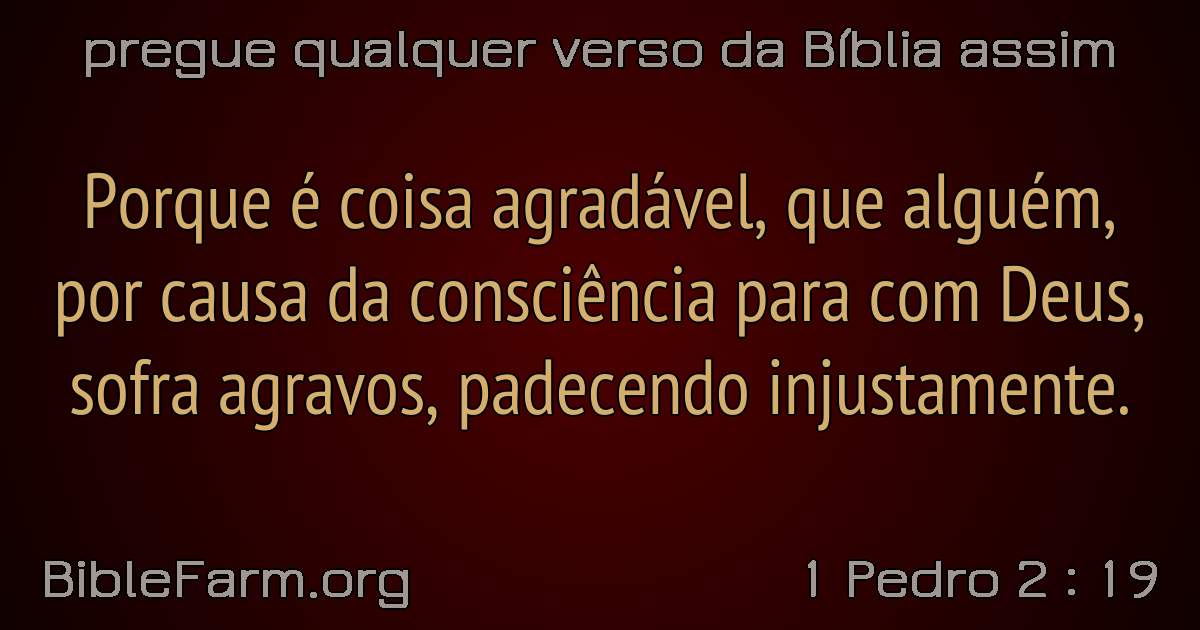 pregue qualquer verso da Bíblia assim
Porque é coisa agradável, que alguém,
por causa da consciência para com Deus,
sofra agravos, padecendo injustamente.
BibleFarm.org
1 Pedro 2 : 19